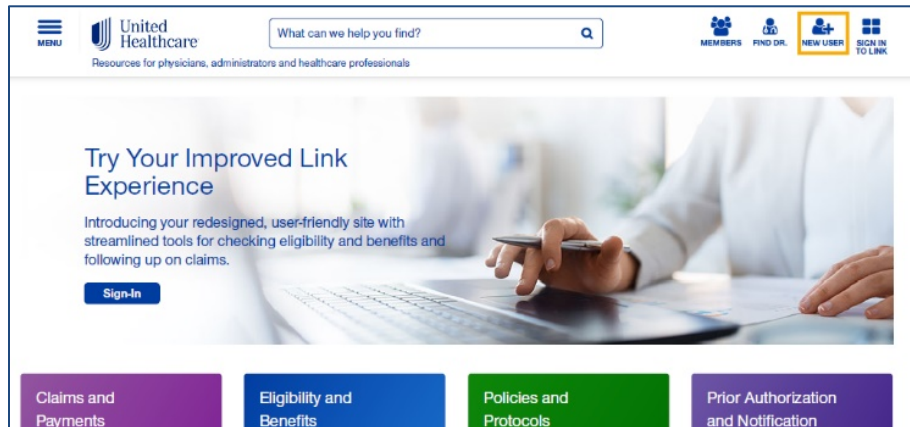 MENU
United
Healthcare
What can we help you find?
MEMBERS
FIND DR.
NEW USER
SIGN IN
TO LINK
Resources for physicians, administrators and healthcare professionals
Try Your Improved Link
Experience
Introducing your redesigned, user-friendly site with
streamlined tools for checking eligibility and benefits and
following up on claims.
Sign-In
Claims and
Payments
Eligibility and
Benefits
Policies and
Protocols
Prior Authorization
and Notification